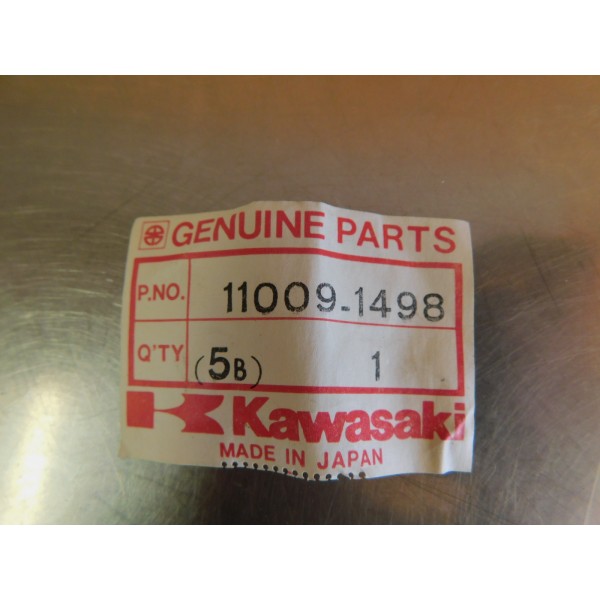 GENUINE PARTS
P.NO. 11009-1498
Q'TY (5B) 1
Kawasaki
MADE IN JAPAN